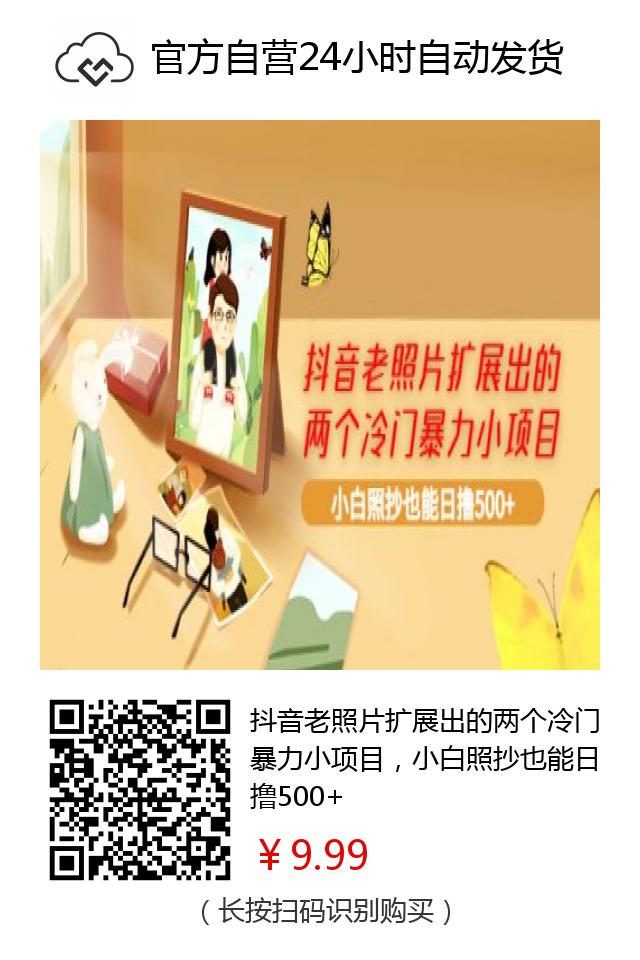 官方自营24小时自动发货
抖音老照片扩展出的
两个冷门暴力小项目
小白照抄也能日撸500+
抖音老照片扩展出的两个冷门
暴力小项目，小白照抄也能日
撸500+
￥9.99
（长按扫码识别购买）